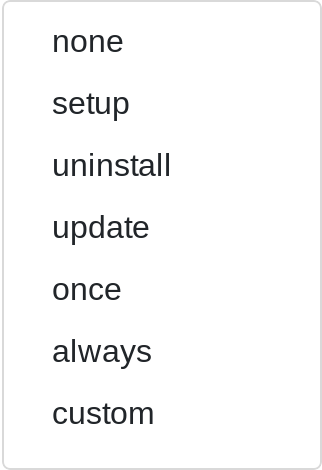 none
setup
uninstall
update
once
always
custom